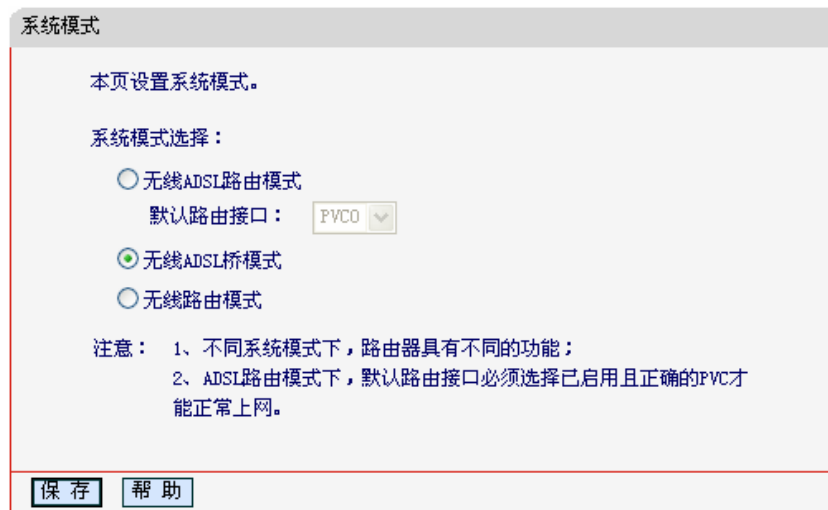 系统模式
本页设置系统模式。
系统模式选择：
无线ADSL路由模式
默认路由接口： PVC0
无线ADSL桥模式
无线路由模式
注意： 1、不同系统模式下，路由器具有不同的功能；
2、ADSL路由模式下，默认路由接口必须选择已启用且正确的PVC才
能正常上网。
保 存 帮 助